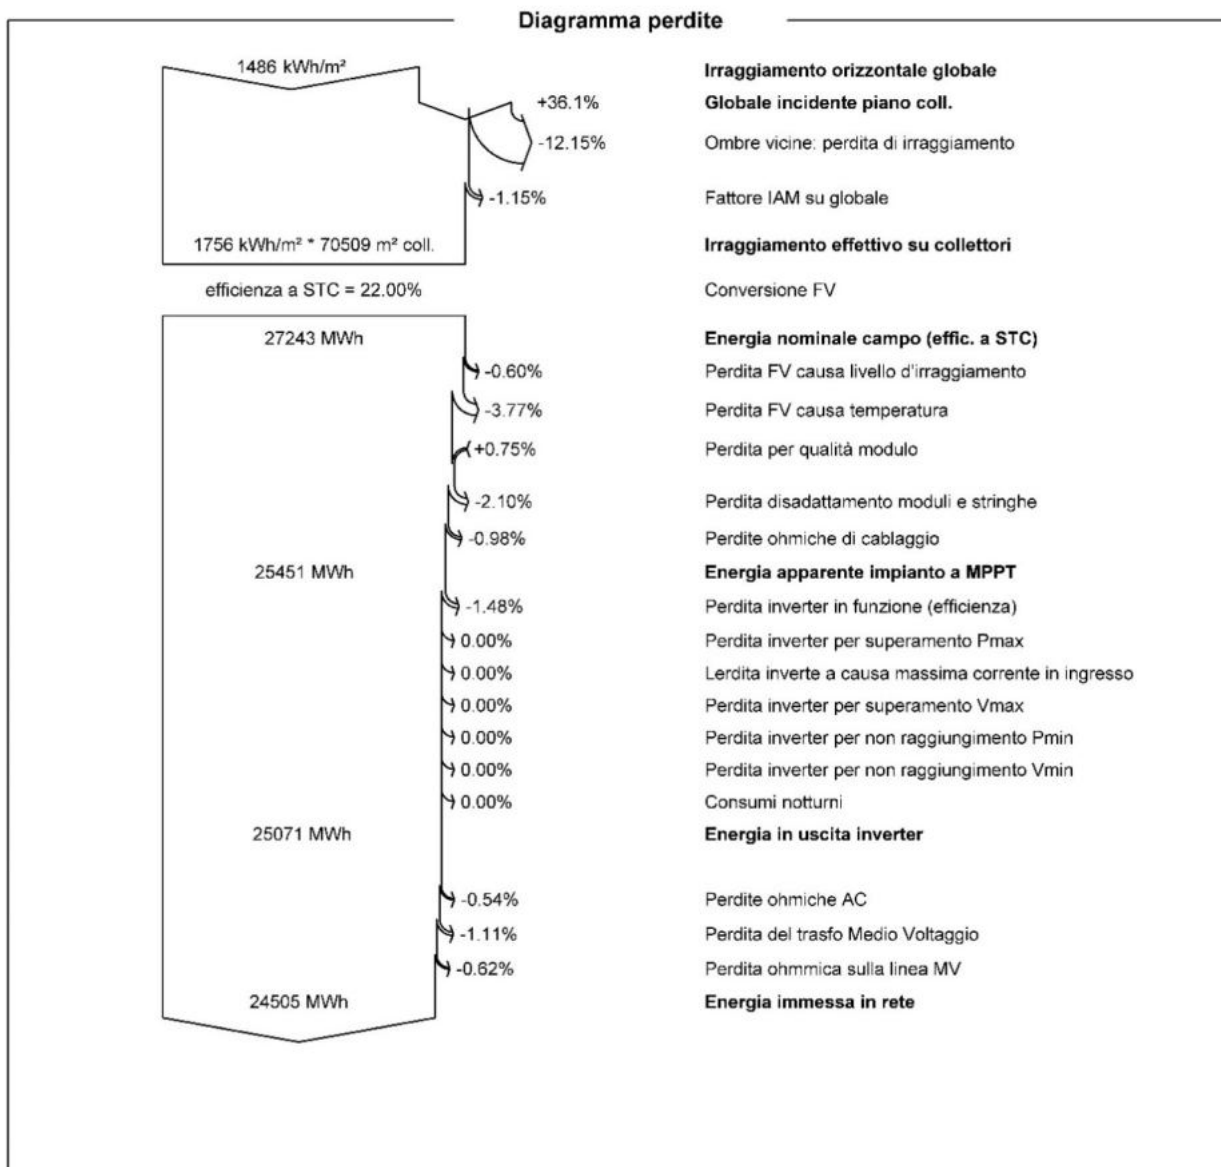 Diagramma perdite
1486 kWh/m² Irraggiamento orizzontale globale
+36.1% Globale incidente piano coll.
-12.15% Ombre vicine: perdita di irraggiamento
-1.15% Fattore IAM su globale
1756 kWh/m² * 70509 m² coll. Irraggiamento effettivo su collettori
efficienza a STC = 22.00% Conversione FV
27243 MWh Energia nominale campo (effic. a STC)
-0.60% Perdita FV causa livello d'irraggiamento
-3.77% Perdita FV causa temperatura
+0.75% Perdita per qualità modulo
-2.10% Perdita disadattamento moduli e stringhe
-0.98% Perdite ohmiche di cablaggio
25451 MWh Energia apparente impianto a MPPT
-1.48% Perdita inverter in funzione (efficienza)
0.00% Perdita inverter per superamento Pmax
0.00% Lerdita inverte a causa massima corrente in ingresso
0.00% Perdita inverter per superamento Vmax
0.00% Perdita inverter per non raggiungimento Pmin
0.00% Perdita inverter per non raggiungimento Vmin
0.00% Consumi notturni
25071 MWh Energia in uscita inverter
-0.54% Perdite ohmiche AC
-1.11% Perdita del trasfo Medio Voltaggio
-0.62% Perdita ohmmica sulla linea MV
24505 MWh Energia immessa in rete